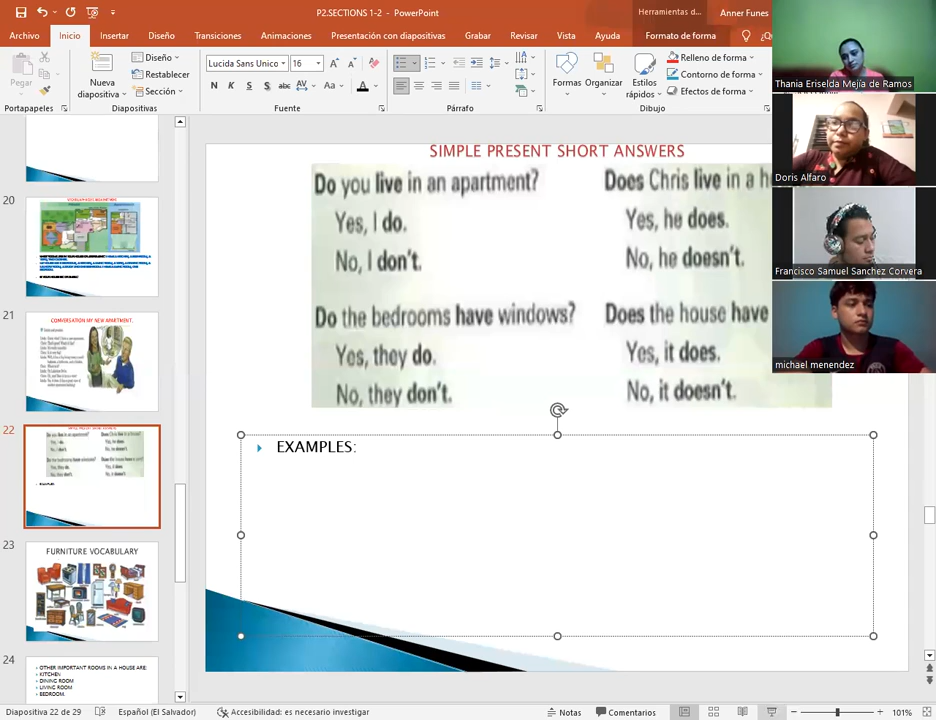 P2.SECTIONS 1-2 - PowerPoint
Herramientas d...
Anner Funes
Archivo
Inicio
Insertar
Diseño
Transiciones
Animaciones
Presentación con diapositivas
Grabar
Revisar
Vista
Ayuda
Formato de forma
Pegar
Nueva
diapositiva
Diseño
Restablecer
Sección
Lucida Sans Unico
16
N K S abc AV Aa A
Formas
Organizar
Estilos
rápidos
Relleno de forma
Contorno de forma
Efectos de forma
Portapapeles
Diapositivas
Fuente
Párrafo
Dibujo
Thania Eriselda Mejía de Ramos
Doris Alfaro
Francisco Samuel Sanchez Corvera
michael menendez
20
21
CONVERSATION:MY NEW APARTMENT.
22
23
FURNITURE VOCABULARY
24
OTHER IMPORTANT ROOMS IN A HOUSE ARE:
KITCHEN
DINING ROOM
LIVING ROOM
BEDROOM.
SIMPLE PRESENT SHORT ANSWERS
Do you live in an apartment?
Yes, I do.
No, I don't.
Does Chris live in a h
Yes, he does.
No, he doesn't.
Do the bedrooms have windows?
Yes, they do.
No, they don't.
Does the house have
Yes, it does.
No, it doesn't.
EXAMPLES:
Diapositiva 22 de 29
Español (El Salvador)
Accesibilidad: es necesario investigar
Notas
Comentarios
101%